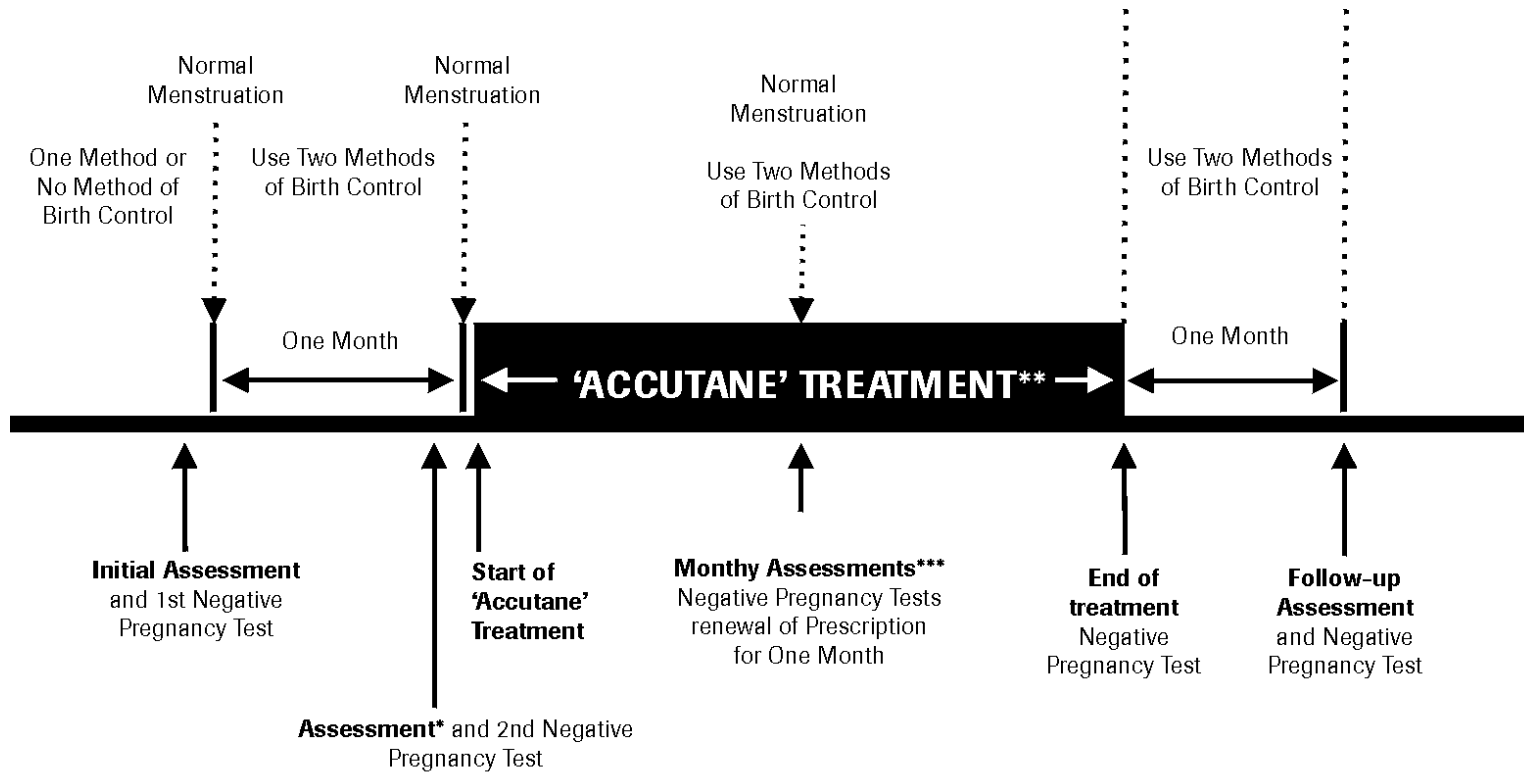 Normal
Menstruation
Normal
Menstruation
Normal
Menstruation
One Method or
No Method of
Birth Control
Use Two Methods
of Birth Control
Use Two Methods
of Birth Control
Use Two Methods
of Birth Control
One Month
'ACCUTANE' TREATMENT**
One Month
Initial Assessment
and 1st Negative
Pregnancy Test
Assessment* and 2nd Negative
Pregnancy Test
Start of
'Accutane'
Treatment
Monthy Assessments***
Negative Pregnancy Tests
renewal of Prescription
for One Month
End of
treatment
Negative
Pregnancy Test
Follow-up
Assessment
and Negative
Pregnancy Test